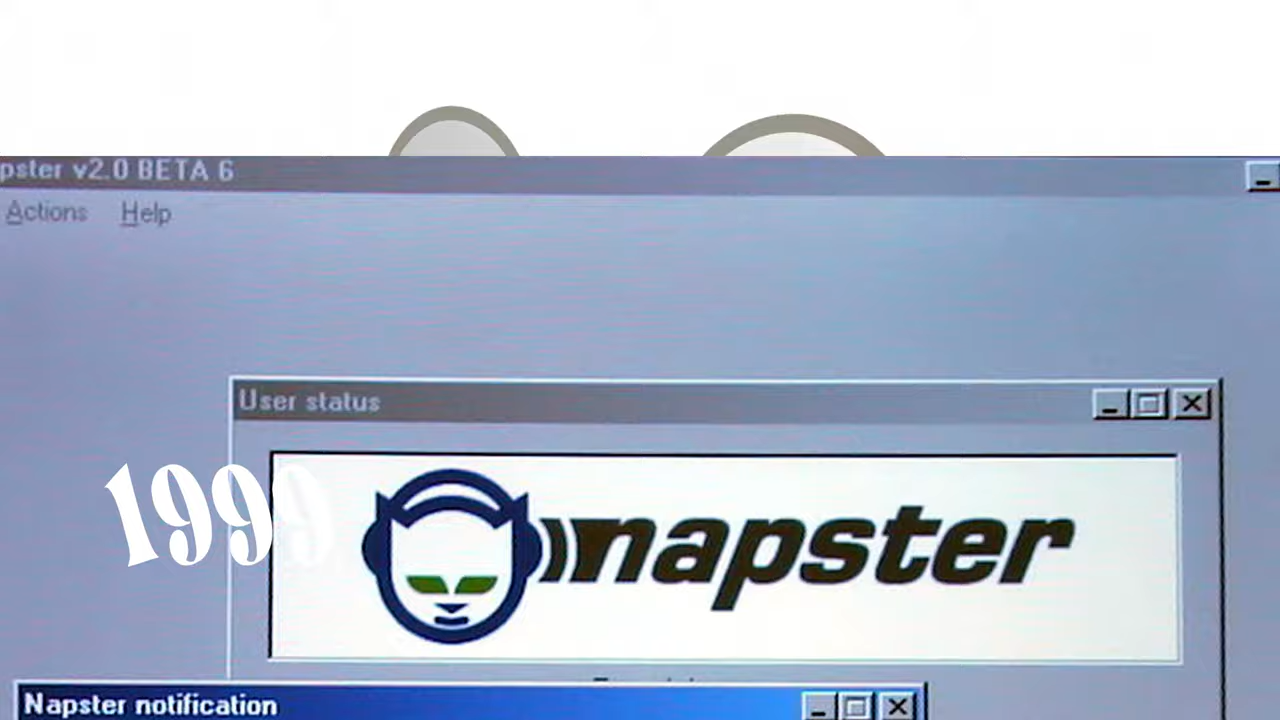 pster v2.0 BETA 6
Actions Help
User status
1999
napster
Napster notification